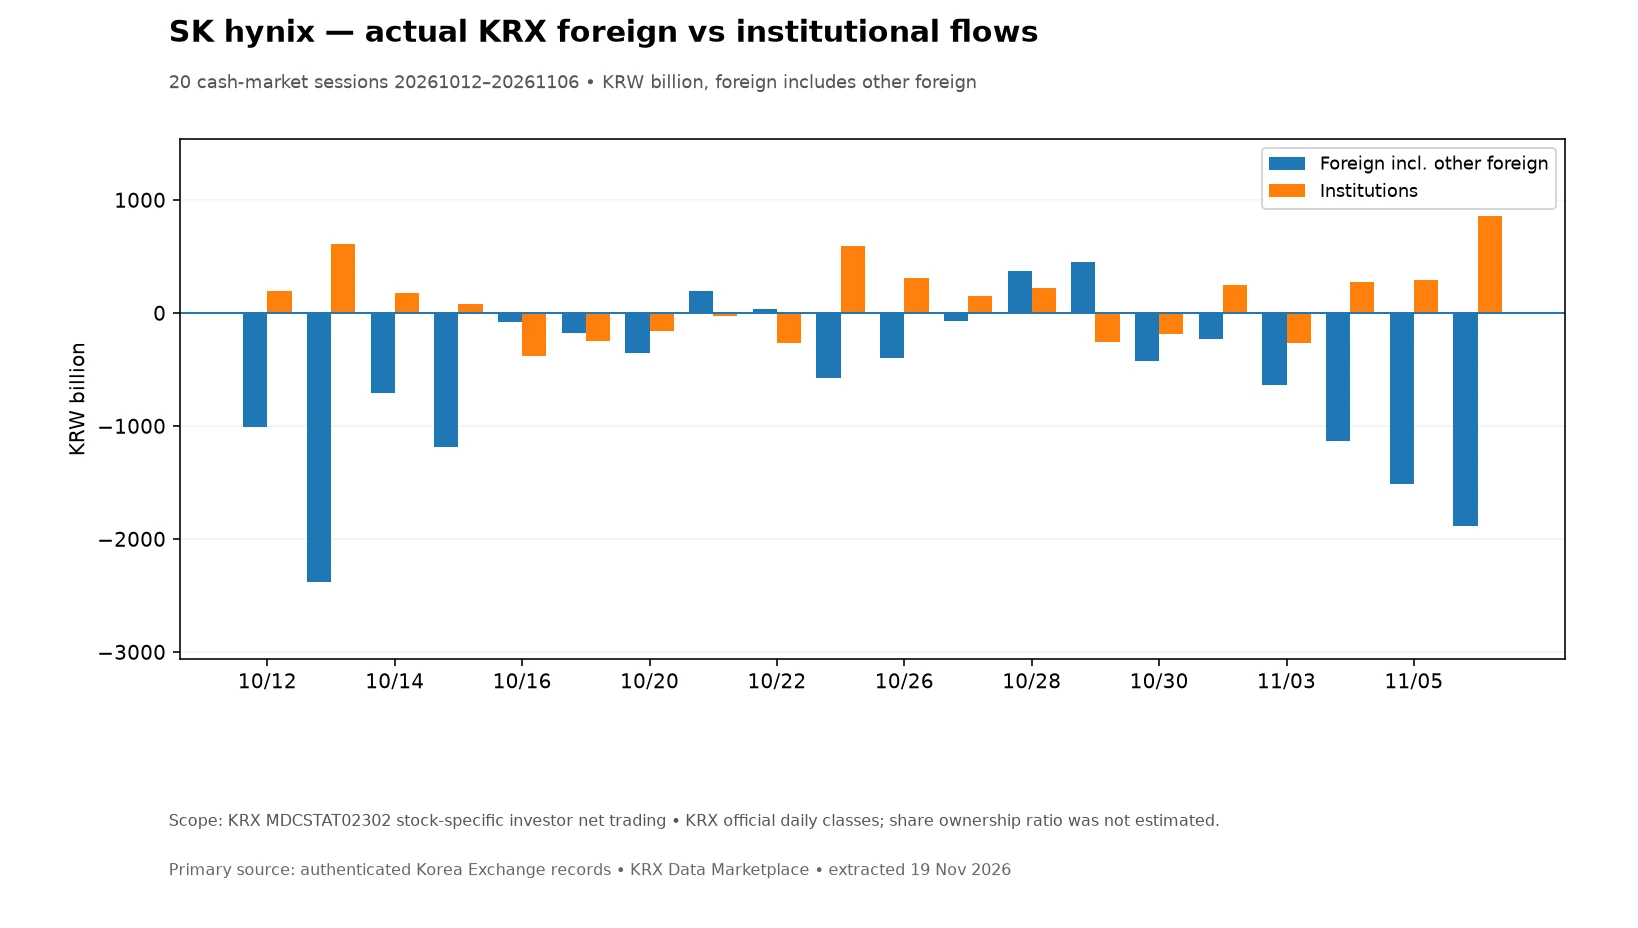 SK hynix — actual KRX foreign vs institutional flows
20 cash-market sessions 20261012–20261106 • KRW billion, foreign includes other foreign
Foreign incl. other foreign
Institutions
KRW billion
1000
0
−1000
−2000
−3000
10/12 10/14 10/16 10/20 10/22 10/26 10/28 10/30 11/03 11/05
Scope: KRX MDCSTAT02302 stock-specific investor net trading • KRX official daily classes; share ownership ratio was not estimated.
Primary source: authenticated Korea Exchange records • KRX Data Marketplace • extracted 19 Nov 2026